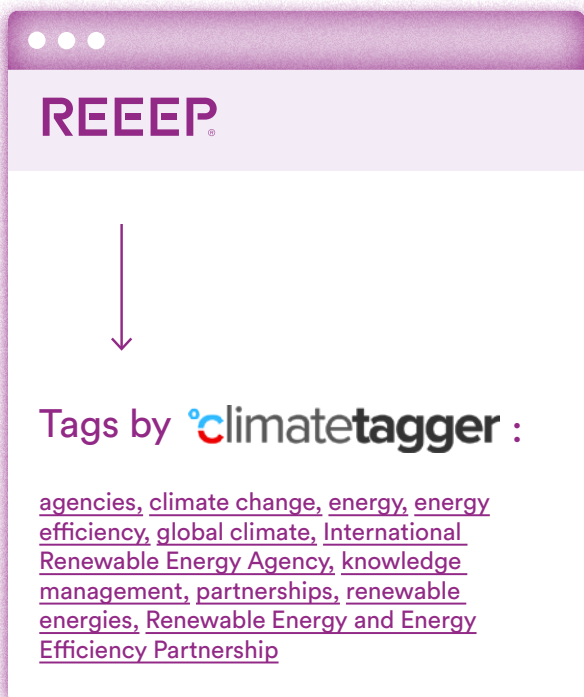 REEEP®
Tags by °climatetagger :
agencies, climate change, energy, energy
efficiency, global climate, International
Renewable Energy Agency, knowledge
management, partnerships, renewable
energies, Renewable Energy and Energy
Efficiency Partnership